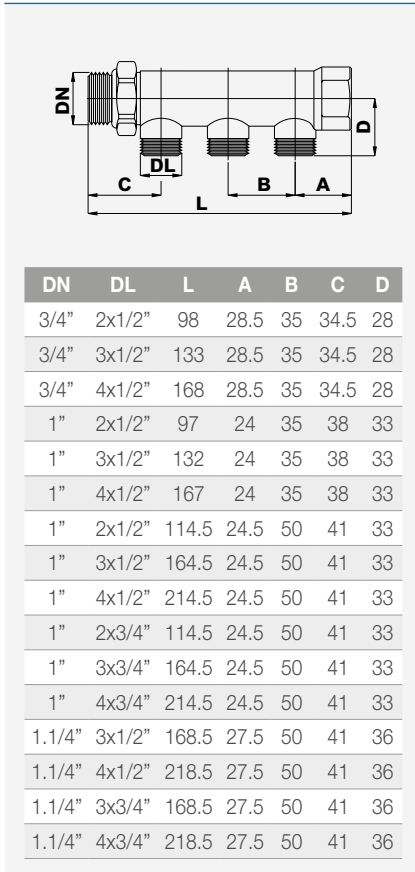 DN
D
DL
C
B
A
L
DN DL L A B C D
3/4” 2x1/2” 98 28.5 35 34.5 28
3/4” 3x1/2” 133 28.5 35 34.5 28
3/4” 4x1/2” 168 28.5 35 34.5 28
1” 2x1/2” 97 24 35 38 33
1” 3x1/2” 132 24 35 38 33
1” 4x1/2” 167 24 35 38 33
1” 2x1/2” 114.5 24.5 50 41 33
1” 3x1/2” 164.5 24.5 50 41 33
1” 4x1/2” 214.5 24.5 50 41 33
1” 2x3/4” 114.5 24.5 50 41 33
1” 3x3/4” 164.5 24.5 50 41 33
1” 4x3/4” 214.5 24.5 50 41 33
1.1/4” 3x1/2” 168.5 27.5 50 41 36
1.1/4” 4x1/2” 218.5 27.5 50 41 36
1.1/4” 3x3/4” 168.5 27.5 50 41 36
1.1/4” 4x3/4” 218.5 27.5 50 41 36